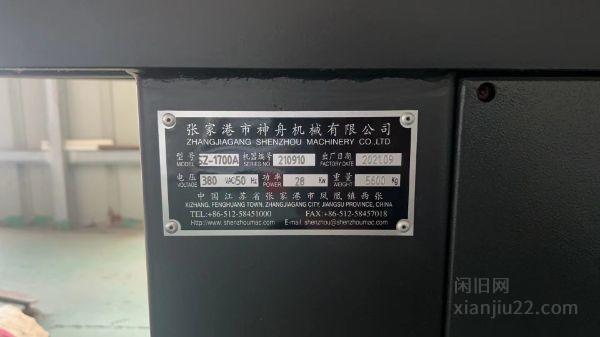 张家港市神舟机械有限公司
ZHANGJIAGANG SHENZHOU MACHINERY CO.,LTD
型号 MODEL SZ-1700A 机器编号 SERIES NO 210910 出厂日期 FACTORY DATE 2021.09
电压 VOLTAGE 380 VAC 50 Hz 功率 POWER 28 Kw 重量 WEIGHT 5600 Kg
中国江苏省张家港市凤凰镇西张
XIZHANG, FENGHUANG TOWN, ZHANGJIAGANG CITY, JIANGSU PROVINCE, CHINA
TEL:+86-512-58451000 FAX:+86-512-58457018
Http://www.shenzhoumac.com E-mail:shenzhou@shenzhoumac.com
闲旧网
xianjiu22.com